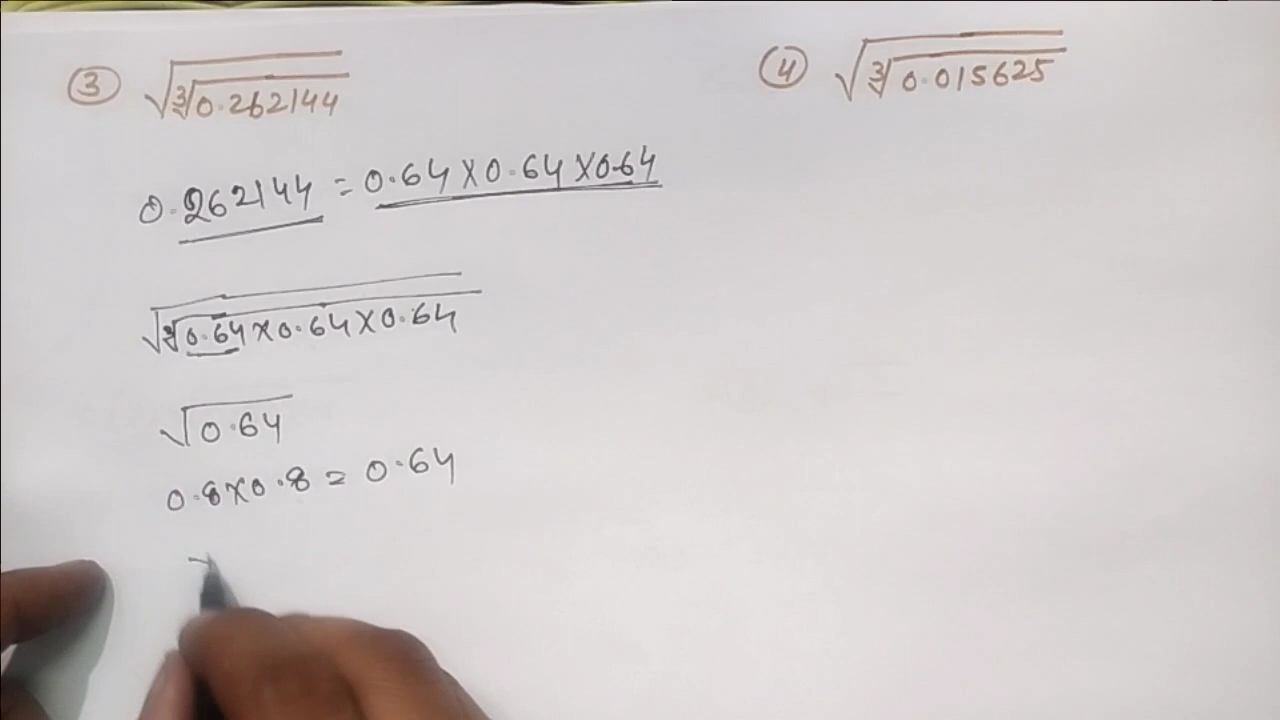 ③ √∛0.262144
④ √∛0.015625
0.262144 = 0.64 × 0.64 × 0.64
√∛0.64 × 0.64 × 0.64
√0.64
0.8 × 0.8 = 0.64